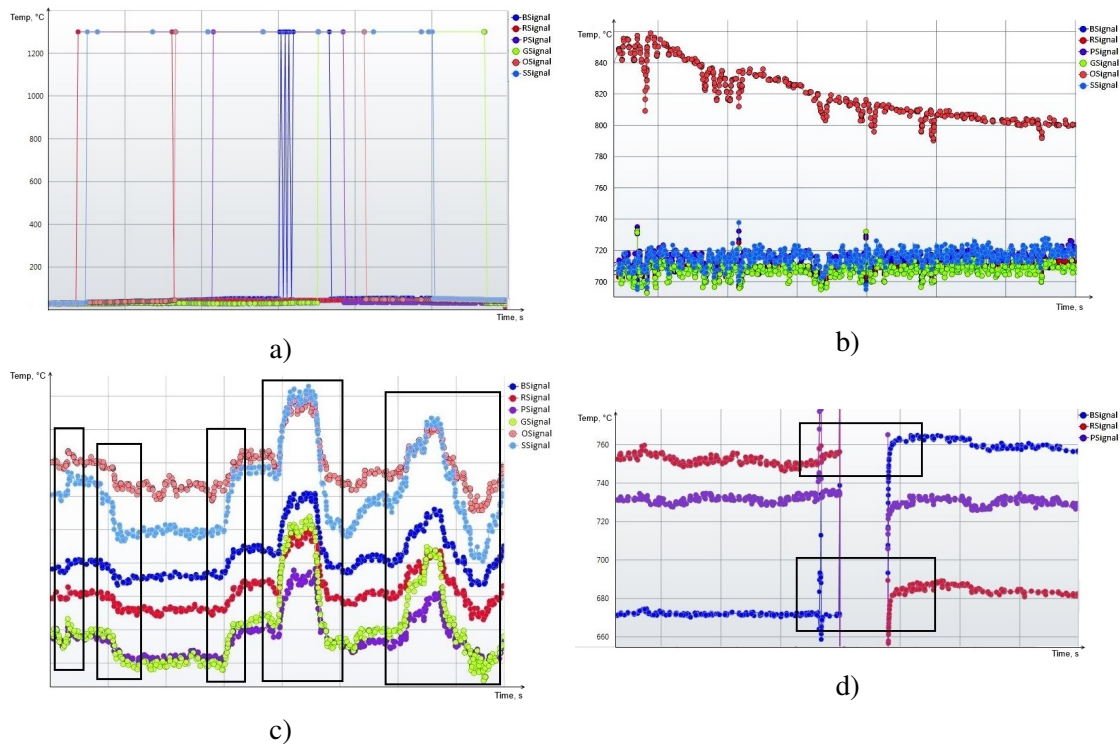 Temp, °C
1200
1000
800
600
400
200
Time, s
BSignal
RSignal
PSignal
GSignal
OSignal
SSignal
a)
Temp, °C
840
820
800
780
760
740
720
700
Time, s
BSignal
RSignal
PSignal
GSignal
OSignal
SSignal
b)
Temp, °C
Time, s
BSignal
RSignal
PSignal
GSignal
OSignal
SSignal
c)
Temp, °C
760
740
720
700
680
660
Time, s
BSignal
RSignal
PSignal
d)